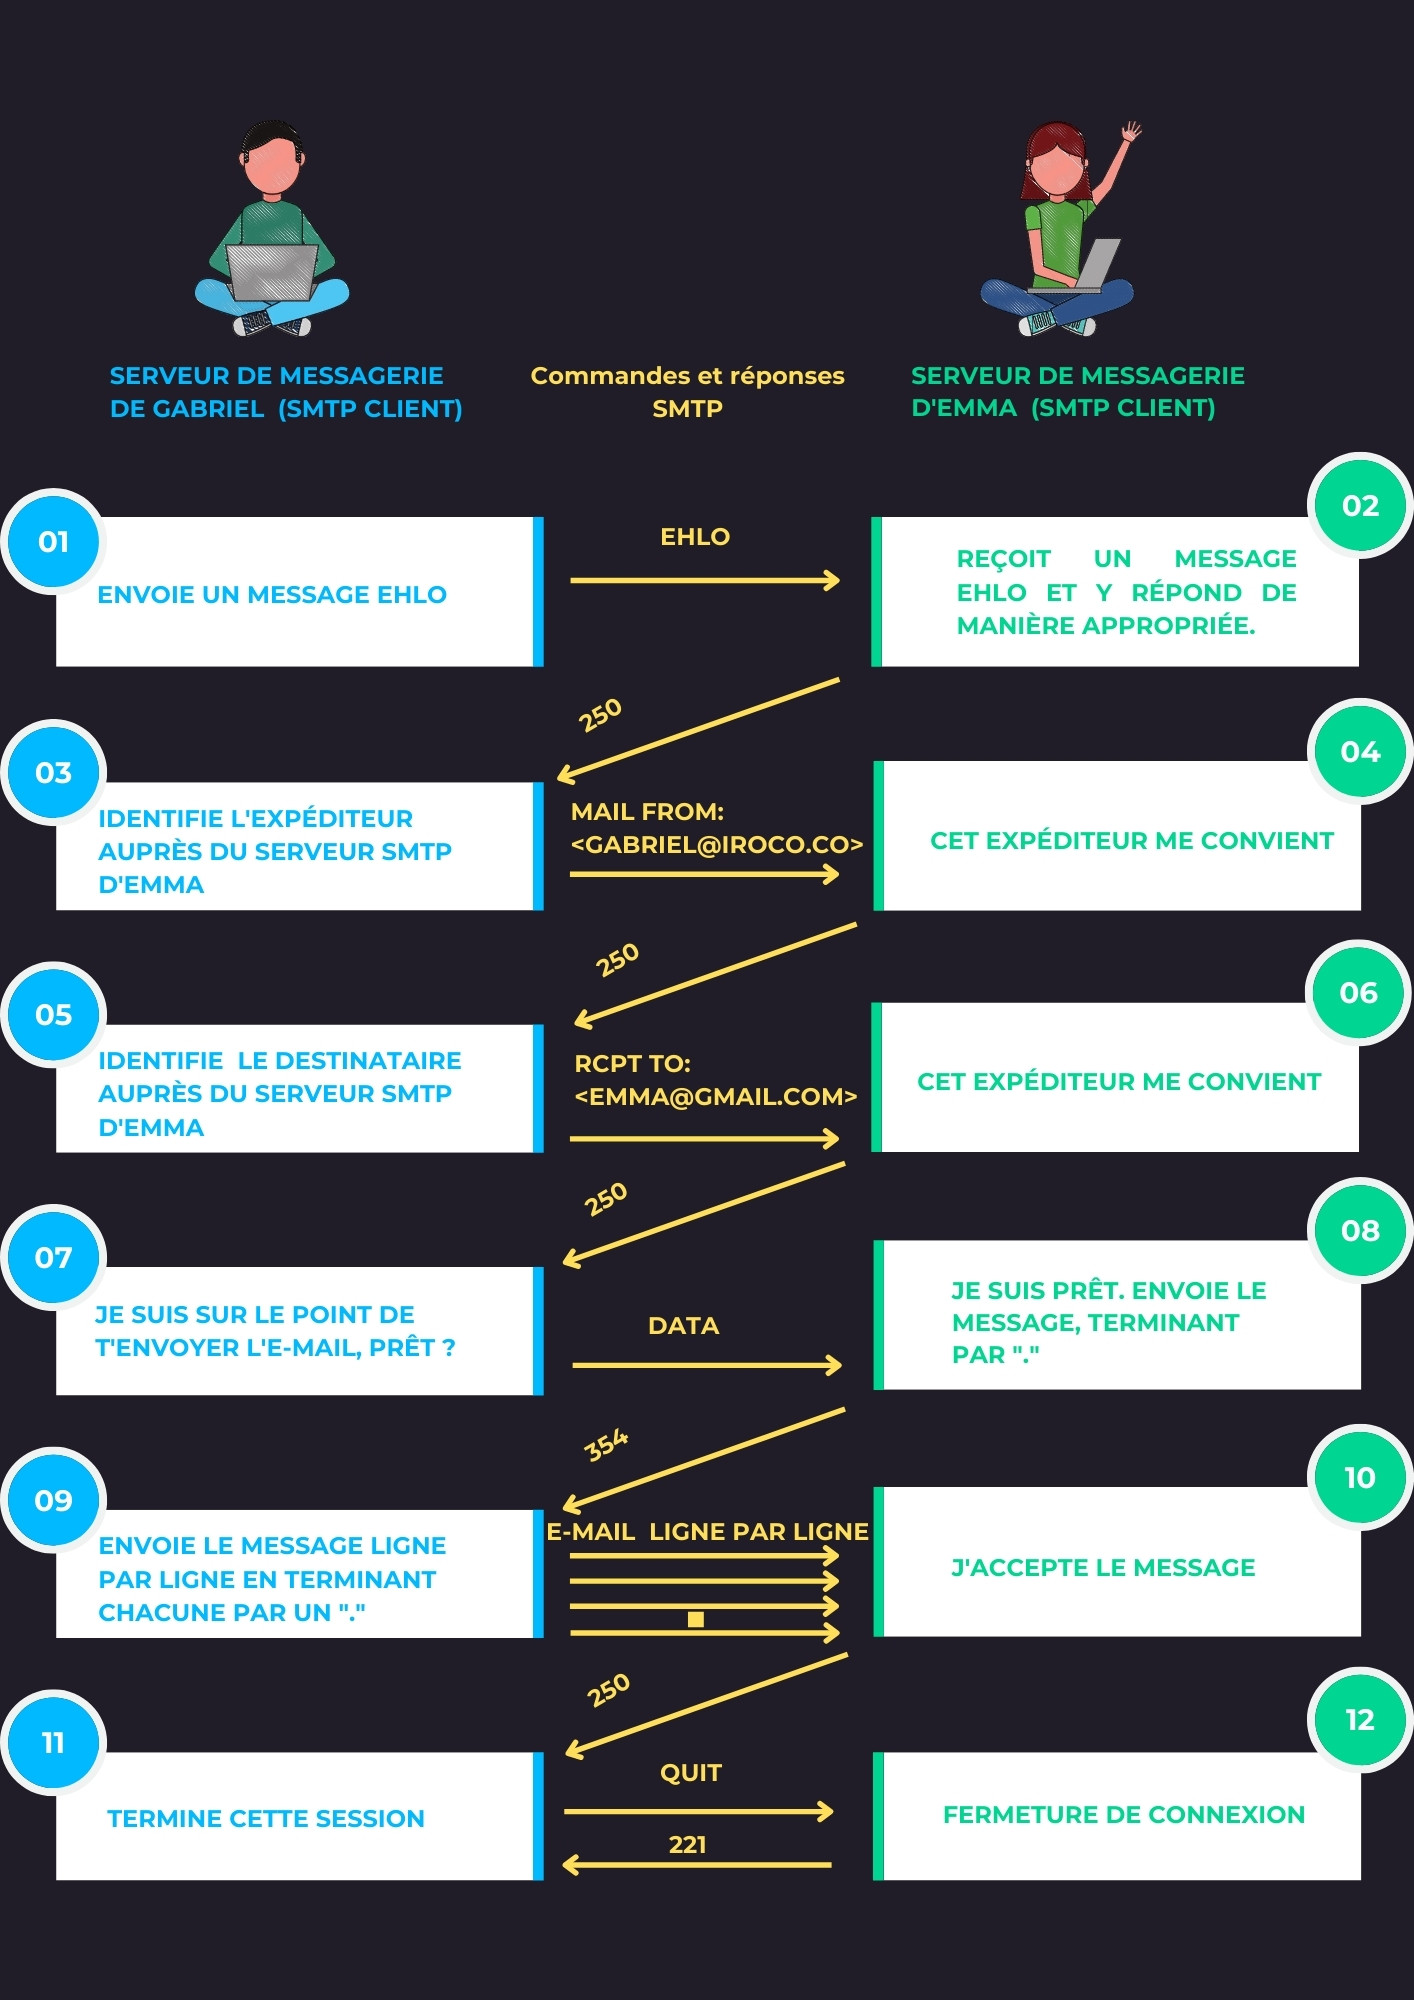 SERVEUR DE MESSAGERIE
DE GABRIEL (SMTP CLIENT)
Commandes et réponses
SMTP
SERVEUR DE MESSAGERIE
D'EMMA (SMTP CLIENT)
01
ENVOIE UN MESSAGE EHLO
EHLO
02
REÇOIT UN MESSAGE
EHLO ET Y RÉPOND DE
MANIÈRE APPROPRIÉE.
250
03
IDENTIFIE L'EXPÉDITEUR
AUPRÈS DU SERVEUR SMTP
D'EMMA
MAIL FROM:
<GABRIEL@IROCO.CO>
04
CET EXPÉDITEUR ME CONVIENT
250
05
IDENTIFIE LE DESTINATAIRE
AUPRÈS DU SERVEUR SMTP
D'EMMA
RCPT TO:
<EMMA@GMAIL.COM>
06
CET EXPÉDITEUR ME CONVIENT
250
07
JE SUIS SUR LE POINT DE
T'ENVOYER L'E-MAIL, PRÊT ?
DATA
08
JE SUIS PRÊT. ENVOIE LE
MESSAGE, TERMINANT
PAR "."
354
09
ENVOIE LE MESSAGE LIGNE
PAR LIGNE EN TERMINANT
CHACUNE PAR UN "."
E-MAIL LIGNE PAR LIGNE
.
10
J'ACCEPTE LE MESSAGE
250
11
TERMINE CETTE SESSION
QUIT
221
12
FERMETURE DE CONNEXION